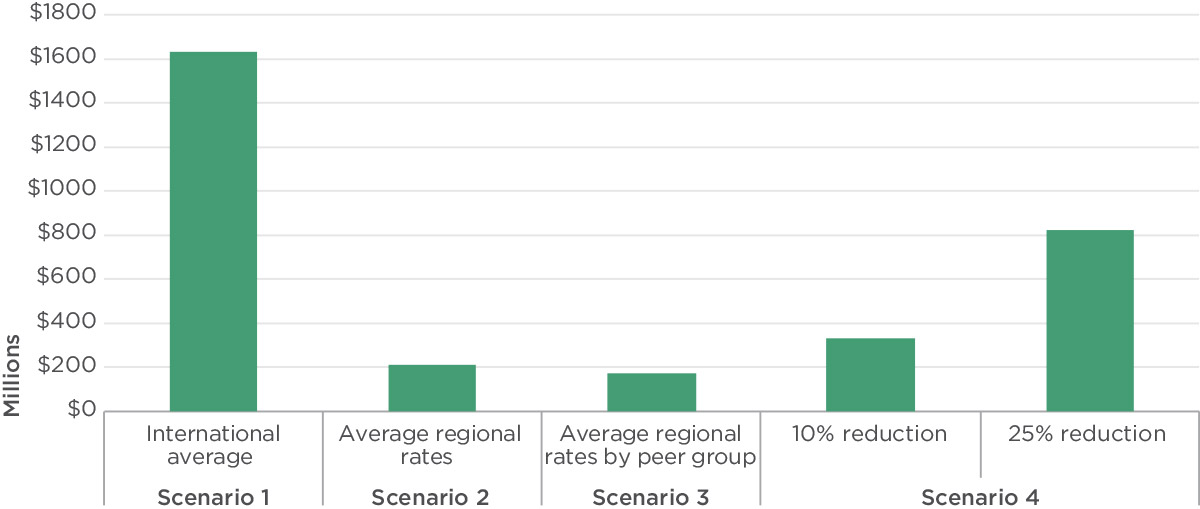 $1800
$1600
$1400
$1200
$1000
$800
$600
$400
$200
$0
Millions
International
average
Average regional
rates
Average regional
rates by peer group
10% reduction
25% reduction
Scenario 1
Scenario 2
Scenario 3
Scenario 4